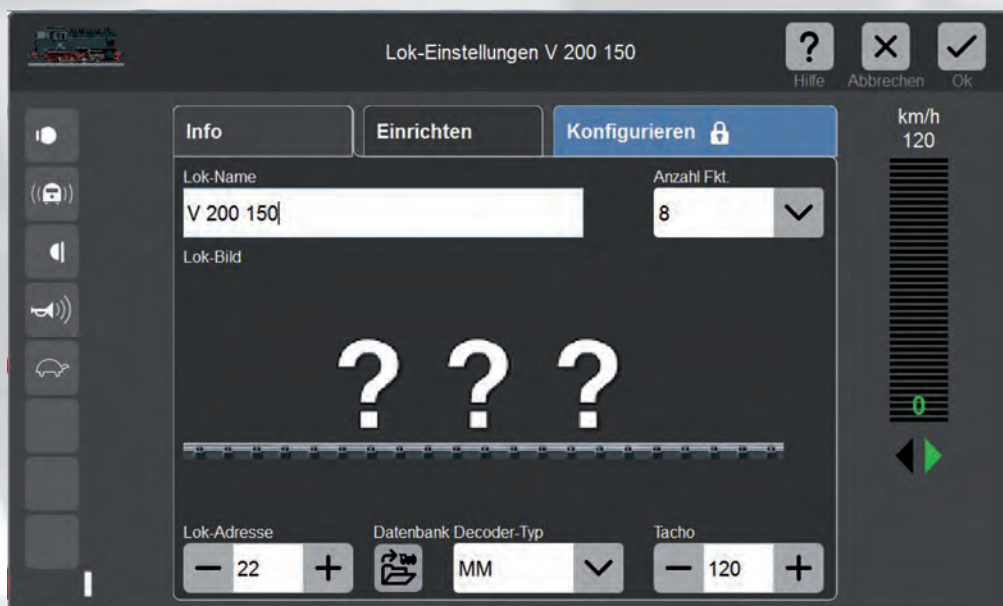 Lok-Einstellungen V 200 150
?
Hilfe
Abbrechen
Ok
Info
Einrichten
Konfigurieren
km/h
120
Lok-Name
Anzahl Fkt.
V 200 150
8
Lok-Bild
? ? ?
0
Lok-Adresse
Datenbank
Decoder-Typ
Tacho
22
MM
120